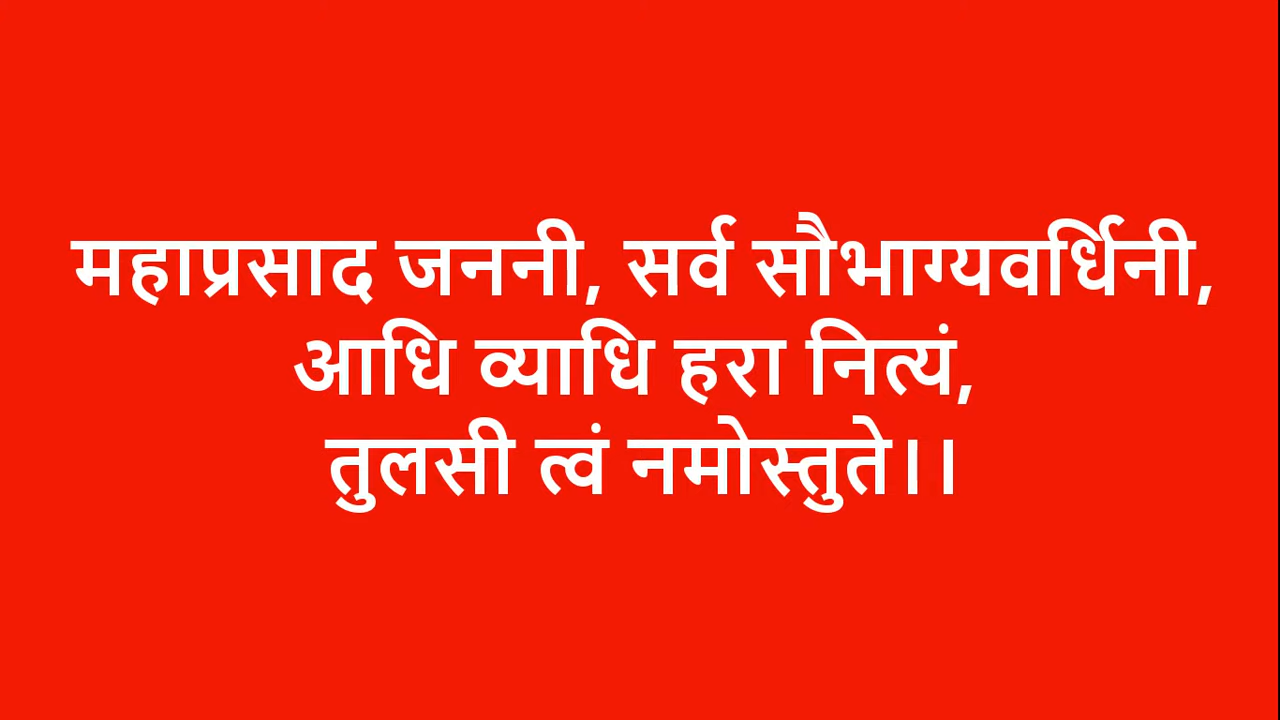 महाप्रसाद जननी, सर्व सौभाग्यवर्धिनी,
आधि व्याधि हरा नित्यं,
तुलसी त्वं नमोस्तुते।।